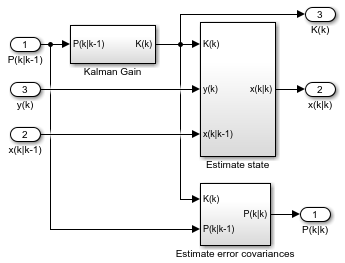 3
K(k)
1
P(k|k-1)
P(k|k-1)
K(k)
Kalman Gain
K(k)
3
y(k)
y(k)
x(k|k)
2
x(k|k)
2
x(k|k-1)
x(k|k-1)
Estimate state
K(k)
P(k|k)
1
P(k|k)
P(k|k-1)
Estimate error covariances